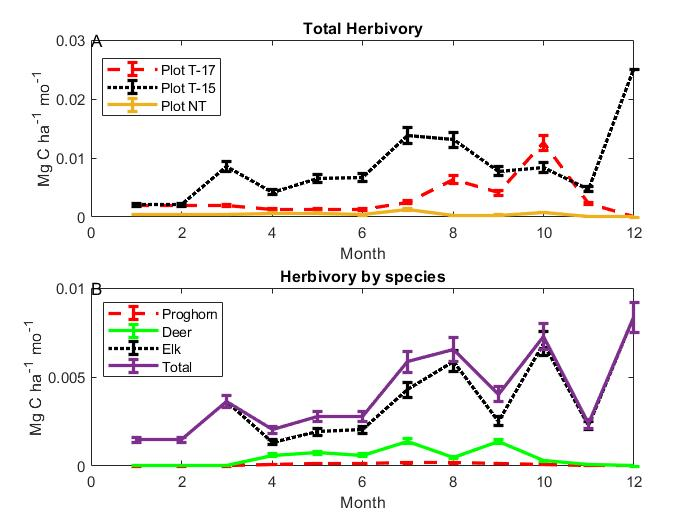 Total Herbivory
A
0.03
0.02
0.01
0
Mg C ha⁻¹ mo⁻¹
Plot T-17
Plot T-15
Plot NT
0 2 4 6 8 10 12
Month
Herbivory by species
B
0.01
0.005
0
Mg C ha⁻¹ mo⁻¹
Proghorn
Deer
Elk
Total
0 2 4 6 8 10 12
Month